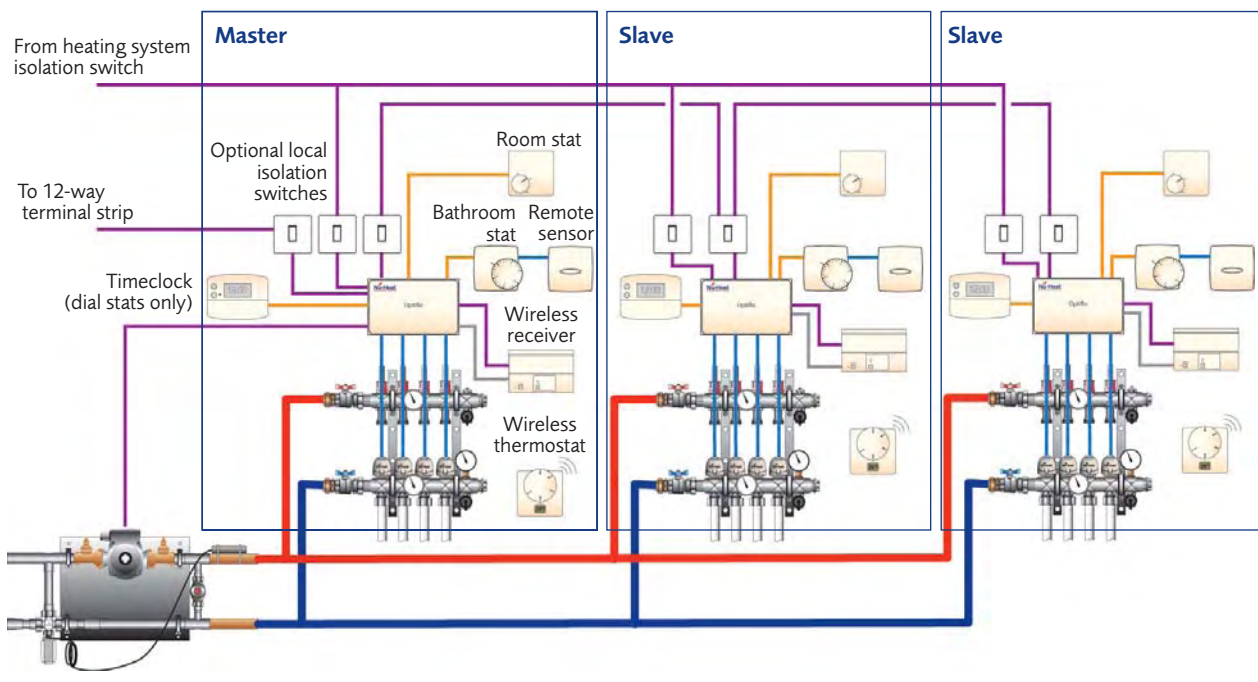 Master
Slave
Slave
From heating system
isolation switch
Room stat
Optional local
isolation
switches
To 12-way
terminal strip
Bathroom
stat
Remote
sensor
Timeclock
(dial stats only)
Wireless
receiver
Wireless
thermostat